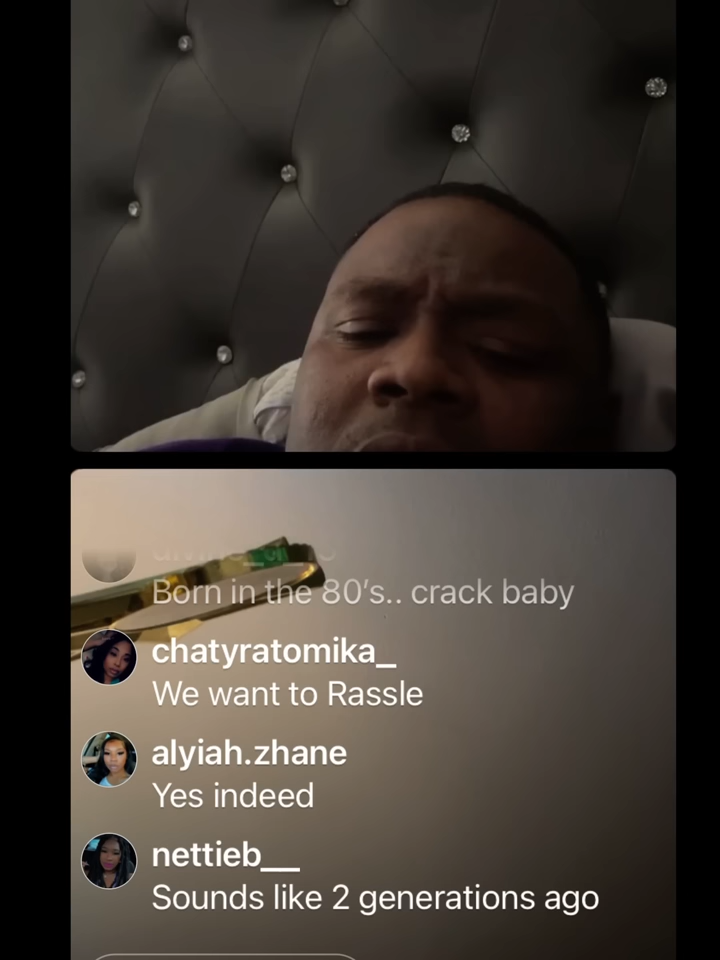 Born in the 80's.. crack baby
chatyratomika_
We want to Rassle
alyiah.zhane
Yes indeed
nettieb__
Sounds like 2 generations ago